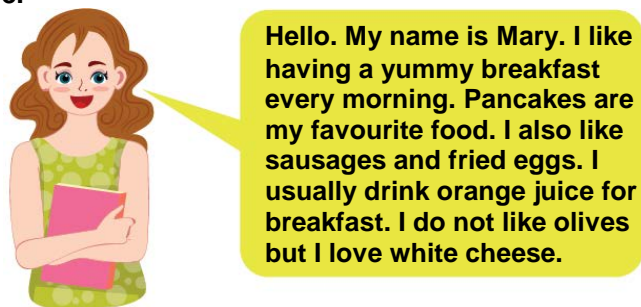 Hello. My name is Mary. I like
having a yummy breakfast
every morning. Pancakes are
my favourite food. I also like
sausages and fried eggs. I
usually drink orange juice for
breakfast. I do not like olives
but I love white cheese.